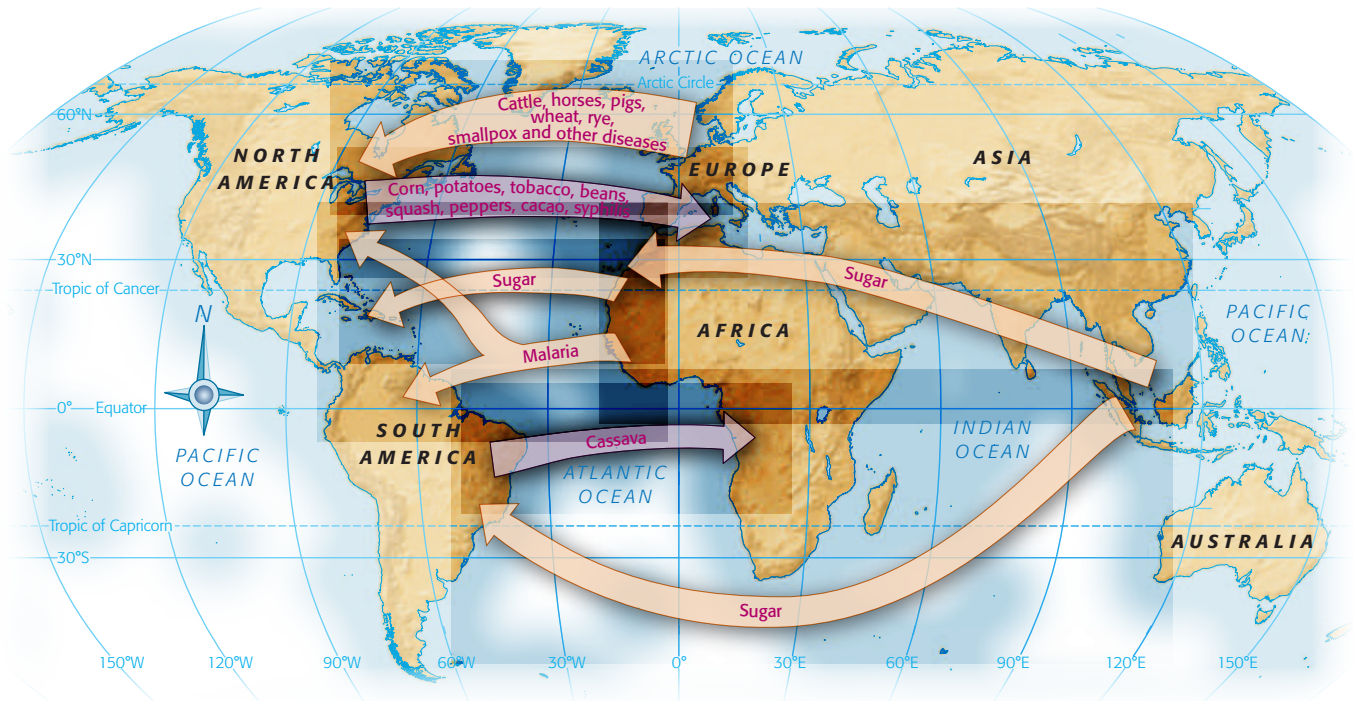 ARCTIC OCEAN
Arctic Circle
Cattle, horses, pigs,
wheat, rye,
smallpox and other diseases
60°N
NORTH
AMERICA
EUROPE
ASIA
Corn, potatoes, tobacco, beans,
squash, peppers, cacao, syphilis
30°N
Sugar
Sugar
Tropic of Cancer
N
AFRICA
PACIFIC
OCEAN
Malaria
0°
Equator
SOUTH
AMERICA
Cassava
INDIAN
OCEAN
PACIFIC
OCEAN
ATLANTIC
OCEAN
Tropic of Capricorn
AUSTRALIA
30°S
Sugar
150°W
120°W
90°W
60°W
30°W
0°
30°E
60°E
90°E
120°E
150°E